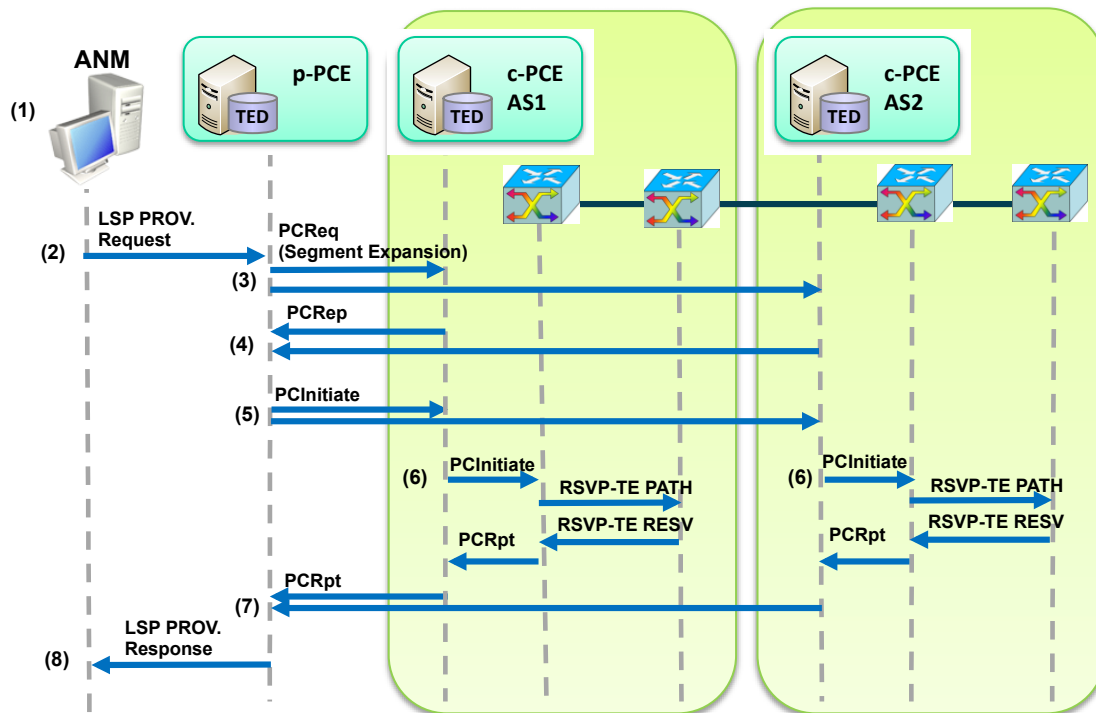 ANM
p-PCE
TED
c-PCE
AS1
TED
c-PCE
AS2
TED
(1)
LSP PROV.
Request
(2)
PCReq
(Segment Expansion)
(3)
PCRep
(4)
PCInitiate
(5)
(6)
PCInitiate
RSVP-TE PATH
RSVP-TE RESV
PCRpt
(6)
PCInitiate
RSVP-TE PATH
RSVP-TE RESV
PCRpt
PCRpt
(7)
LSP PROV.
Response
(8)